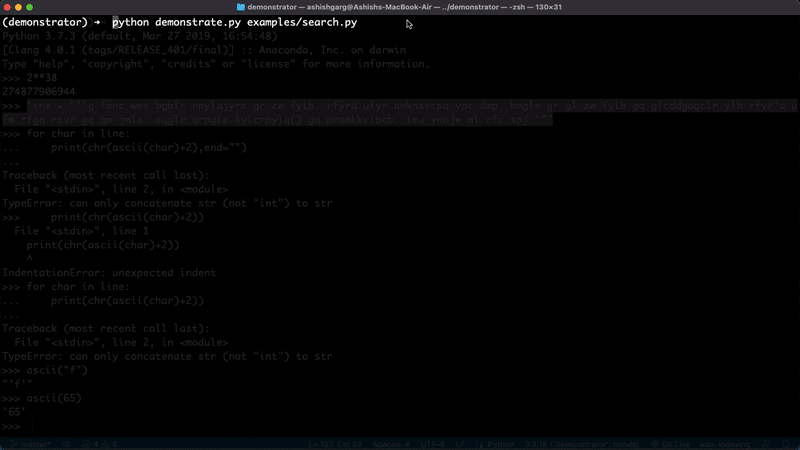 demonstrator — ashishgarg@Ashishs-MacBook-Air — ../demonstrator — -zsh — 130×31
(demonstrator) → python demonstrate.py examples/search.py
Python 3.7.3 (default, Mar 27 2019, 16:54:48)
[Clang 4.0.1 (tags/RELEASE_401/final)] :: Anaconda, Inc. on darwin
Type "help", "copyright", "credits" or "license" for more information.
>>> 2**38
274877906944
>>> line = """g fmnc wms bgblr rpylqjyrc gr zw fylb. rfyrq ufyr amknsrcpq ypc dmp. bmgle gr gl zw fylb gq glcddgagclr ylb rfyr'q u
fw rfgq rcvr gq qm jmle. sqgle qrpgle.kyicrpylq() gq pcamkkclbcb. lmu ynnjw ml rfc spj """
>>> for char in line:
...     print(chr(ascii(char)+2),end="")
...
Traceback (most recent call last):
  File "<stdin>", line 2, in <module>
TypeError: can only concatenate str (not "int") to str
>>>     print(chr(ascii(char)+2))
  File "<stdin>", line 1
    print(chr(ascii(char)+2))
    ^
IndentationError: unexpected indent
>>> for char in line:
...     print(chr(ascii(char)+2))
...
Traceback (most recent call last):
  File "<stdin>", line 2, in <module>
TypeError: can only concatenate str (not "int") to str
>>> ascii("f")
"'f'"
>>> ascii(65)
'65'
>>>
master* 4 0 Ln 127, Col 33 Spaces: 4 UTF-8 LF Python 3.8.16 ('demonstrator': conda) Go Live kite: indexing